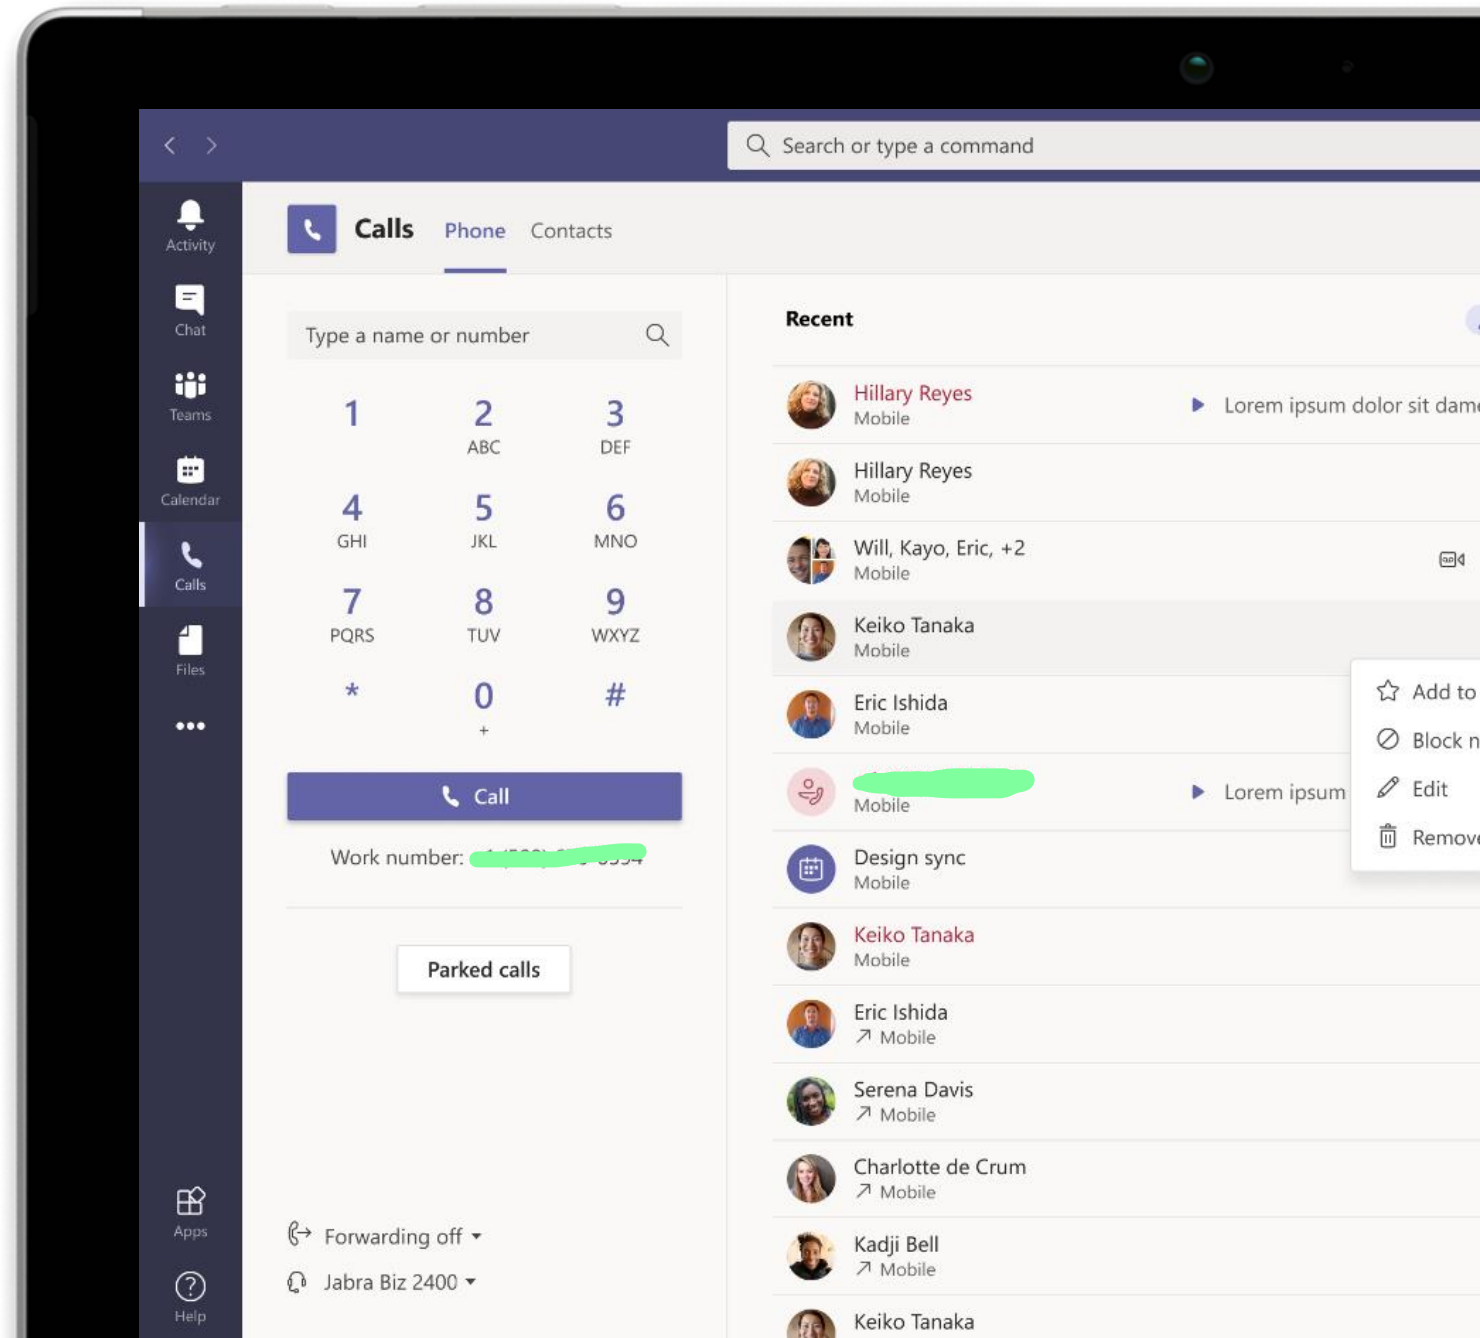 Search or type a command
Activity
Chat
Teams
Calendar
Calls
Files
Apps
Help
Calls Phone Contacts
Type a name or number
1 2 3
ABC DEF
4 5 6
GHI JKL MNO
7 8 9
PQRS TUV WXYZ
* 0 #
+
Call
Work number:
Parked calls
Forwarding off
Jabra Biz 2400
Recent
Hillary Reyes
Mobile
Lorem ipsum dolor sit dame
Hillary Reyes
Mobile
Will, Kayo, Eric, +2
Mobile
Keiko Tanaka
Mobile
Eric Ishida
Mobile
Mobile
Lorem ipsum
Design sync
Mobile
Keiko Tanaka
Mobile
Eric Ishida
Mobile
Serena Davis
Mobile
Charlotte de Crum
Mobile
Kadji Bell
Mobile
Keiko Tanaka
Add to
Block n
Edit
Remove